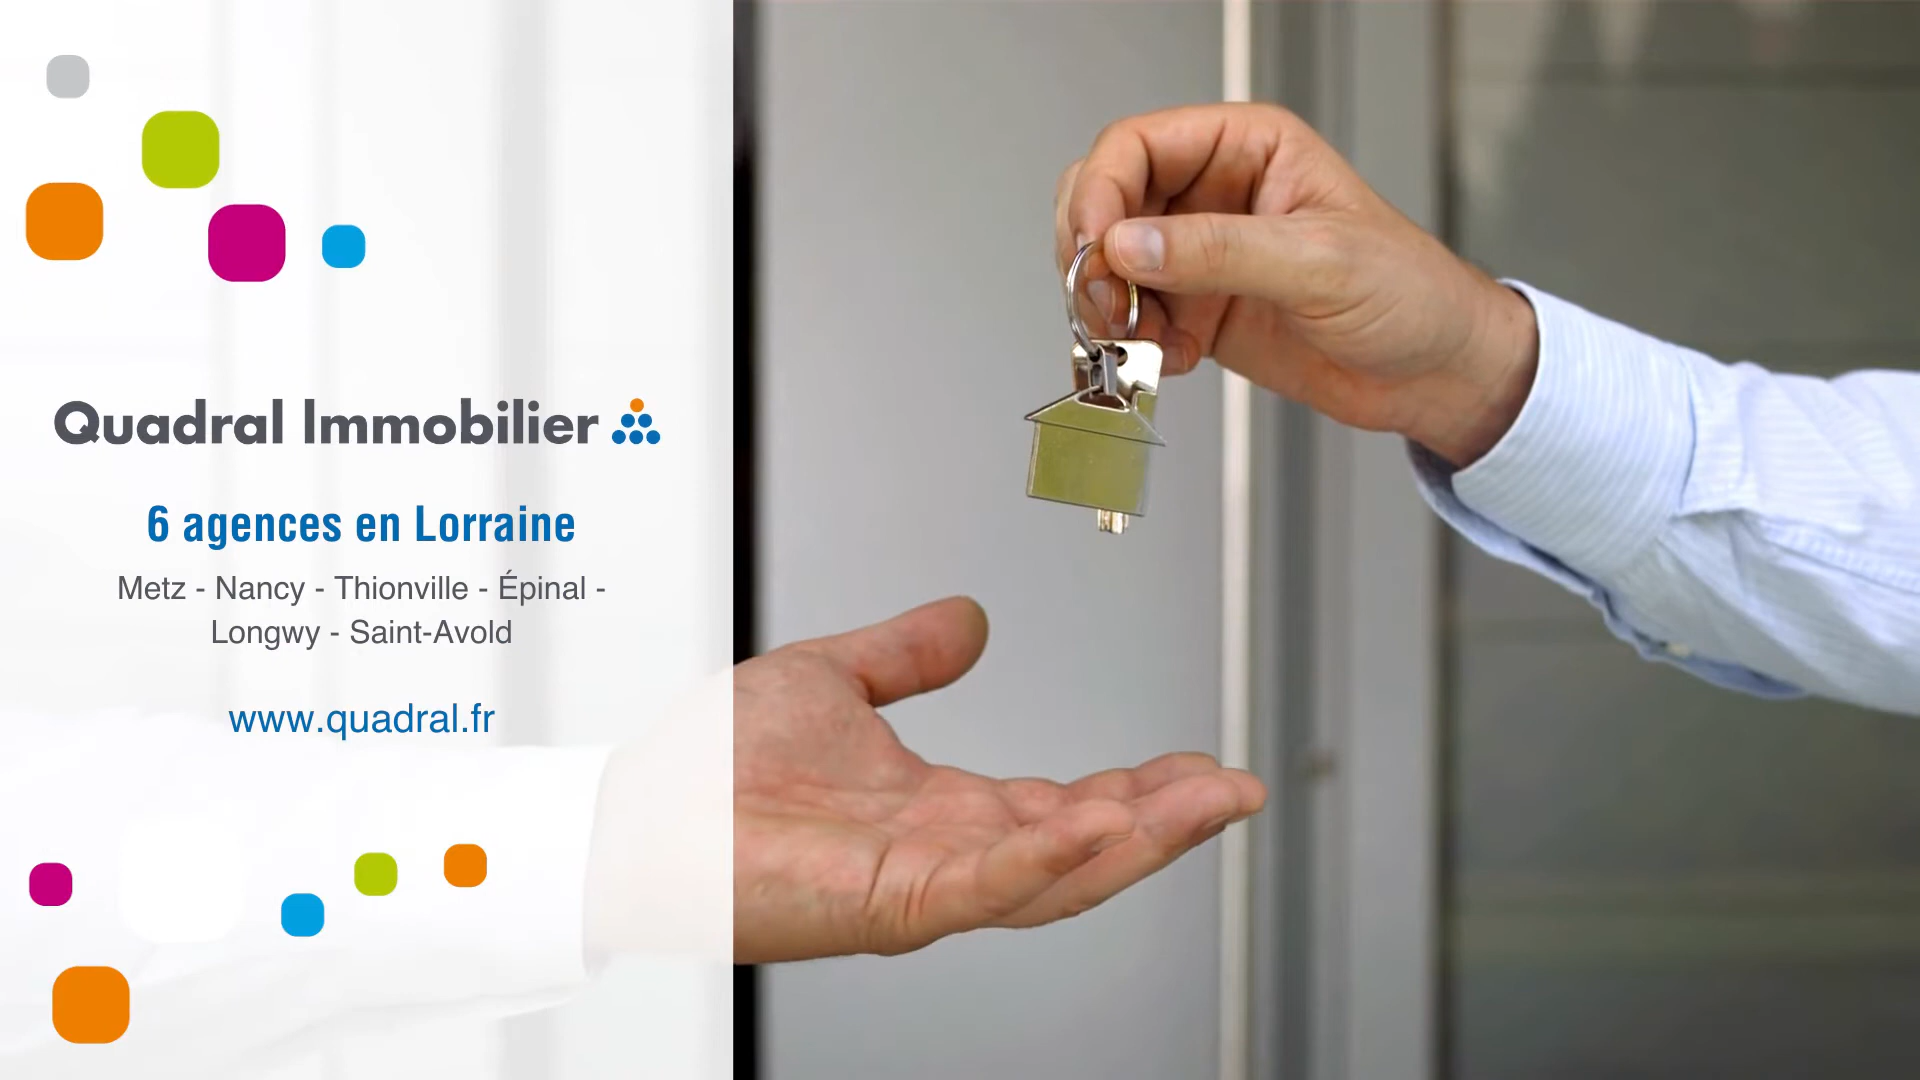 Quadral Immobilier
6 agences en Lorraine
Metz - Nancy - Thionville - Épinal -
Longwy - Saint-Avold
www.quadral.fr